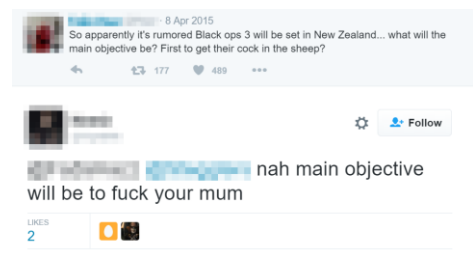 · 8 Apr 2015
So apparently it's rumored Black ops 3 will be set in New Zealand... what will the
main objective be? First to get their cock in the sheep?
177 489
Follow
nah main objective
will be to fuck your mum
LIKES
2